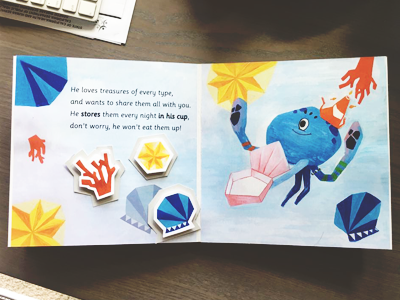 He loves treasures of every type,
and wants to share them all with you.
He stores them every night in his cup,
don't worry, he won't eat them up!